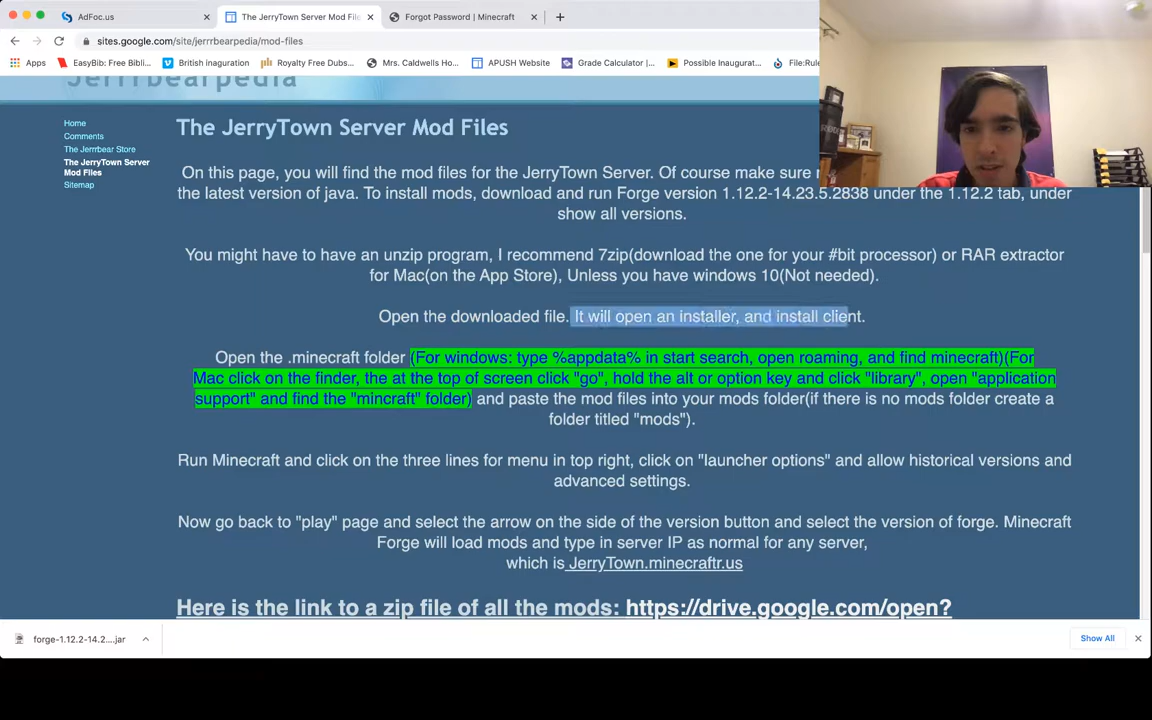 AdFoc.us
The JerryTown Server Mod File
Forgot Password | Minecraft
sites.google.com/site/jerrrbearpedia/mod-files
Apps
EasyBib: Free Bibli...
British inaguration
Royalty Free Dubs...
Mrs. Caldwells Ho...
APUSH Website
Grade Calculator |...
Possible Inaugurat...
File:Rule
Jerrrbearpedia
Home
Comments
The Jerrbear Store
The JerryTown Server
Mod Files
Sitemap
The JerryTown Server Mod Files
On this page, you will find the mod files for the JerryTown Server. Of course make sure
the latest version of java. To install mods, download and run Forge version 1.12.2-14.23.5.2838 under the 1.12.2 tab, under
show all versions.
You might have to have an unzip program, I recommend 7zip(download the one for your #bit processor) or RAR extractor
for Mac(on the App Store), Unless you have windows 10(Not needed).
Open the downloaded file. It will open an installer, and install client.
Open the .minecraft folder (For windows: type %appdata% in start search, open roaming, and find minecraft)(For
Mac click on the finder, the at the top of screen click "go", hold the alt or option key and click "library", open "application
support" and find the "mincraft" folder) and paste the mod files into your mods folder(if there is no mods folder create a
folder titled "mods").
Run Minecraft and click on the three lines for menu in top right, click on "launcher options" and allow historical versions and
advanced settings.
Now go back to "play" page and select the arrow on the side of the version button and select the version of forge. Minecraft
Forge will load mods and type in server IP as normal for any server,
which is JerryTown.minecraftr.us
Here is the link to a zip file of all the mods: https://drive.google.com/open?
forge-1.12.2-14.2....jar
Show All